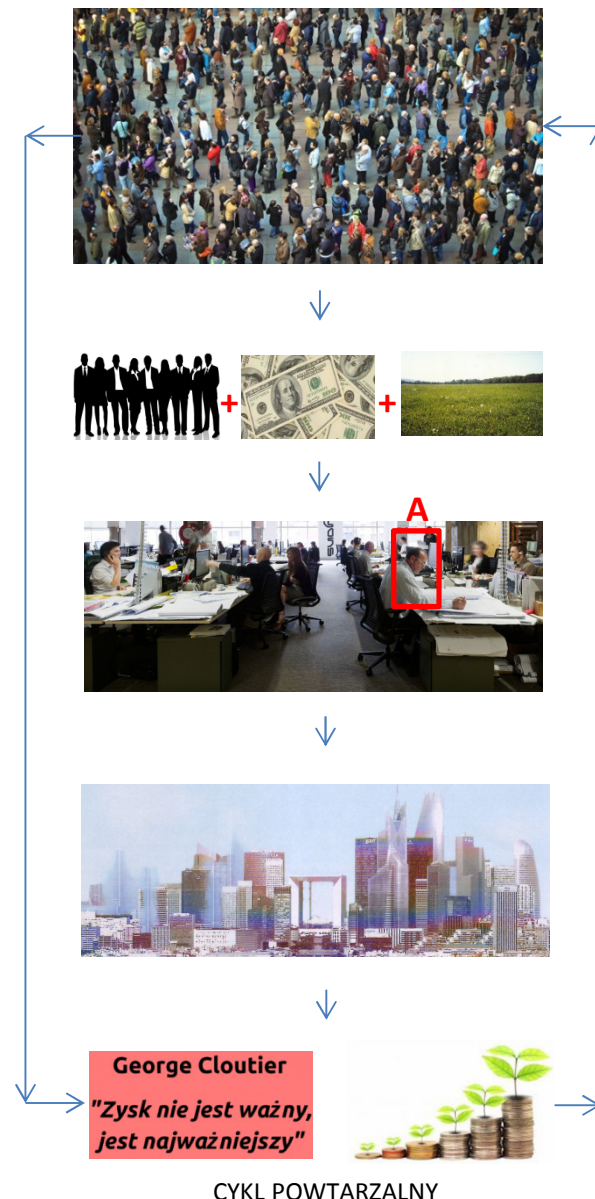 +
+
A
George Cloutier
"Zysk nie jest ważny,
jest najważniejszy"
CYKL POWTARZALNY